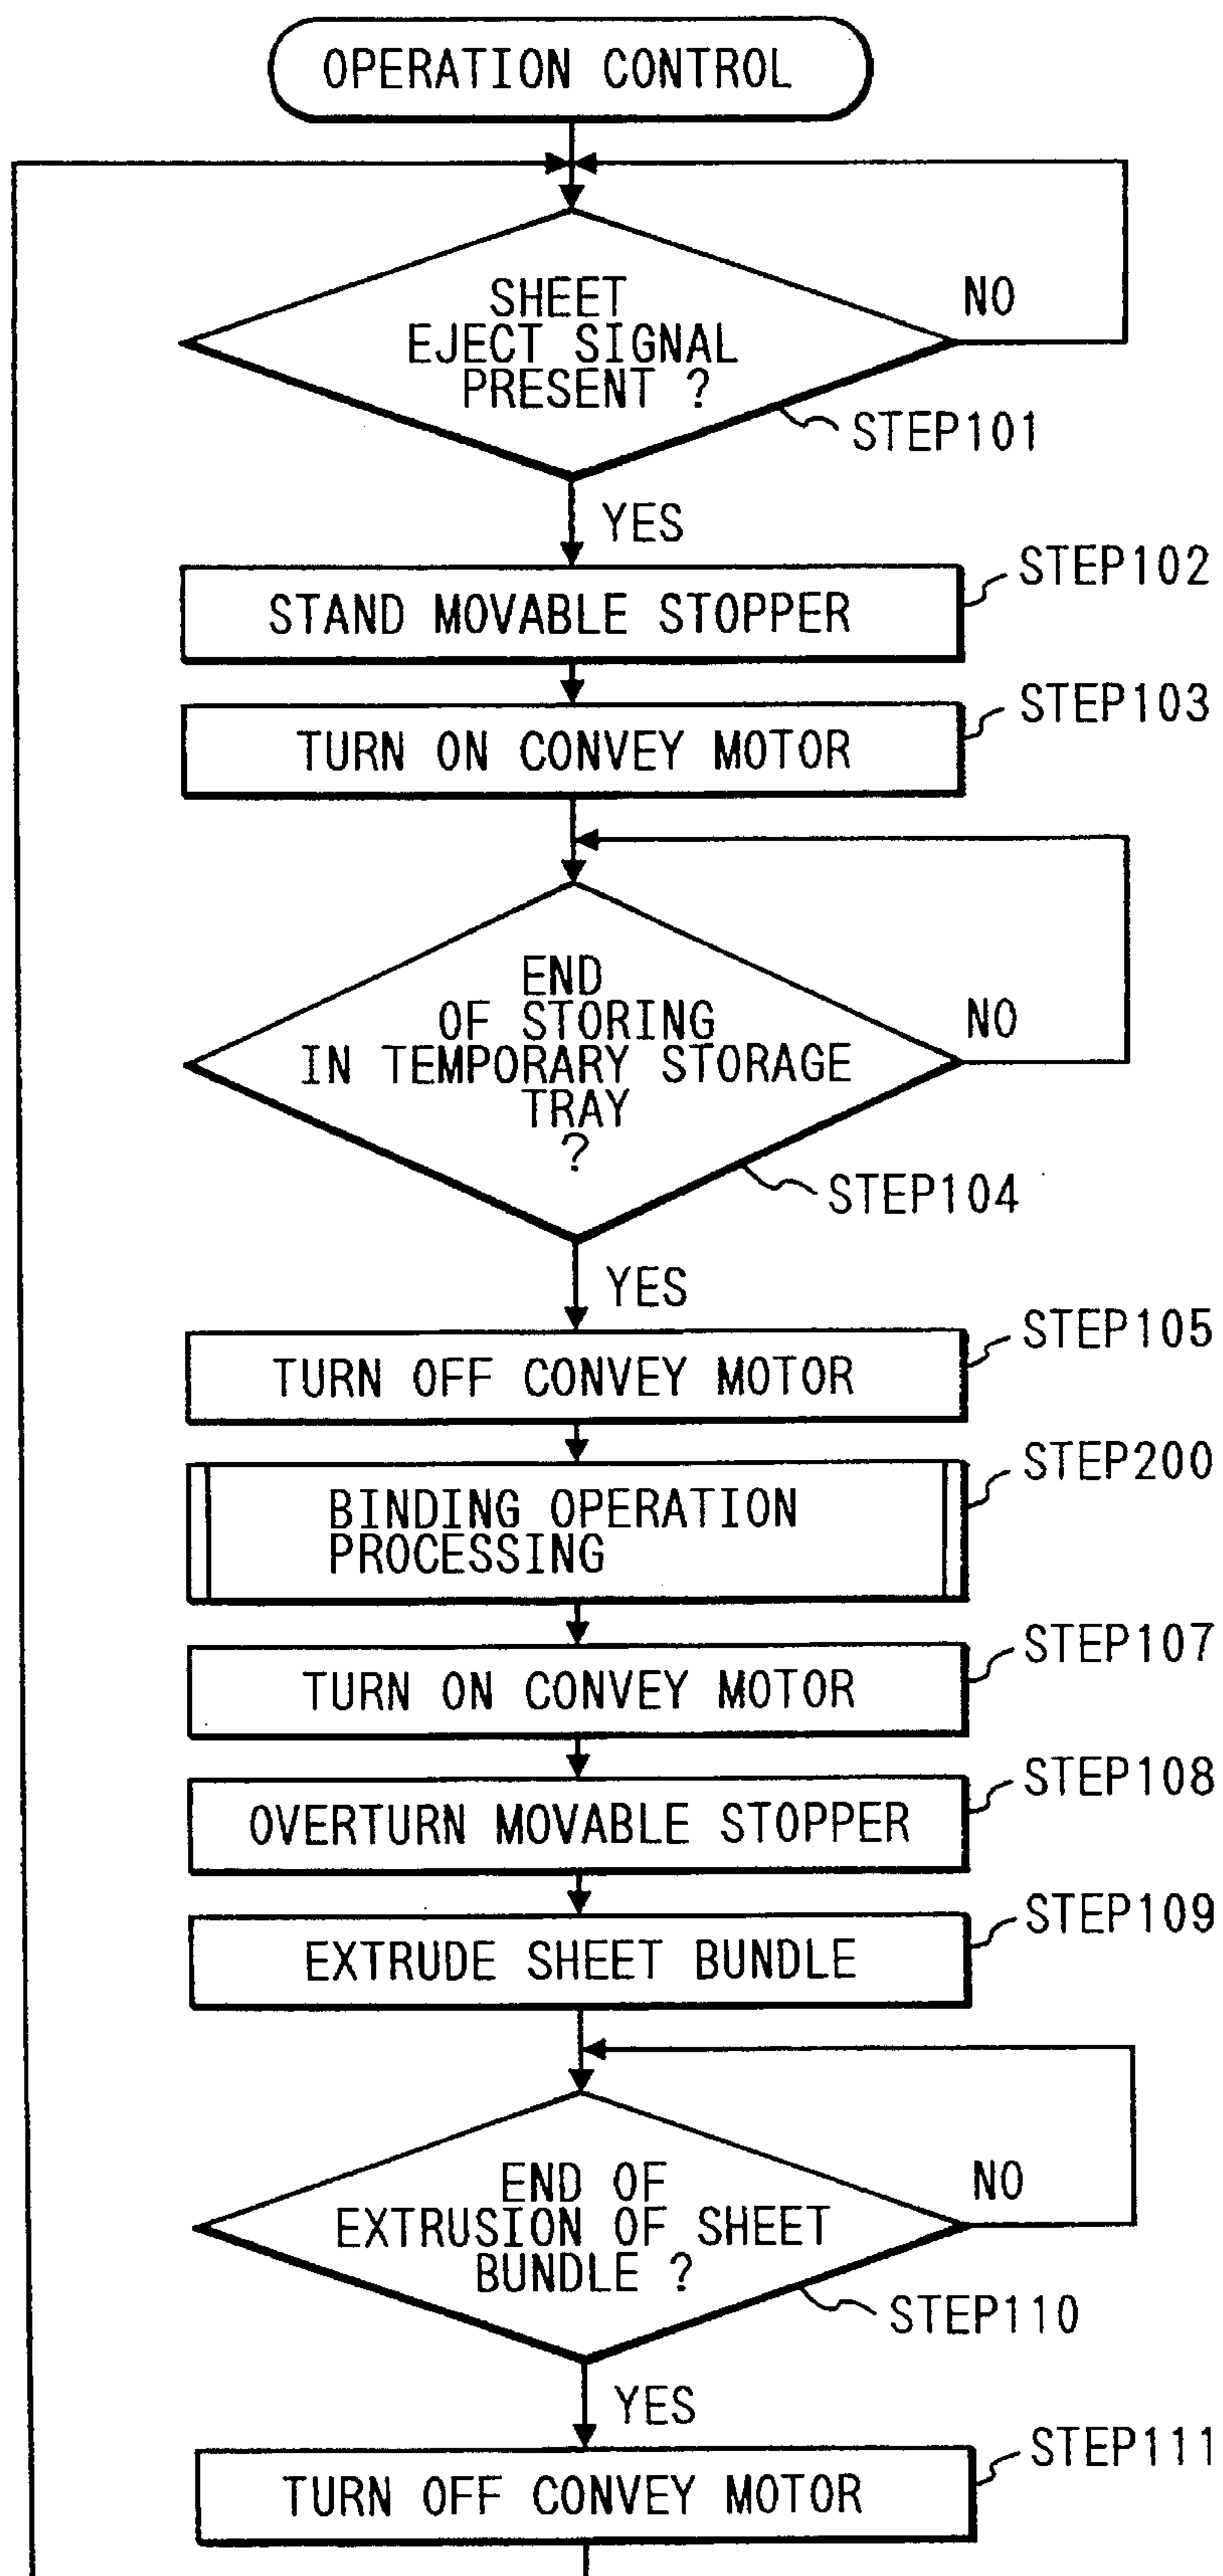 OPERATION CONTROL
SHEET
EJECT SIGNAL
PRESENT ?
NO
STEP101
YES
STAND MOVABLE STOPPER
STEP102
TURN ON CONVEY MOTOR
STEP103
END
OF STORING
IN TEMPORARY STORAGE
TRAY
?
NO
STEP104
YES
TURN OFF CONVEY MOTOR
STEP105
BINDING OPERATION
PROCESSING
STEP200
TURN ON CONVEY MOTOR
STEP107
OVERTURN MOVABLE STOPPER
STEP108
EXTRUDE SHEET BUNDLE
STEP109
END OF
EXTRUSION OF SHEET
BUNDLE ?
NO
STEP110
YES
TURN OFF CONVEY MOTOR
STEP111